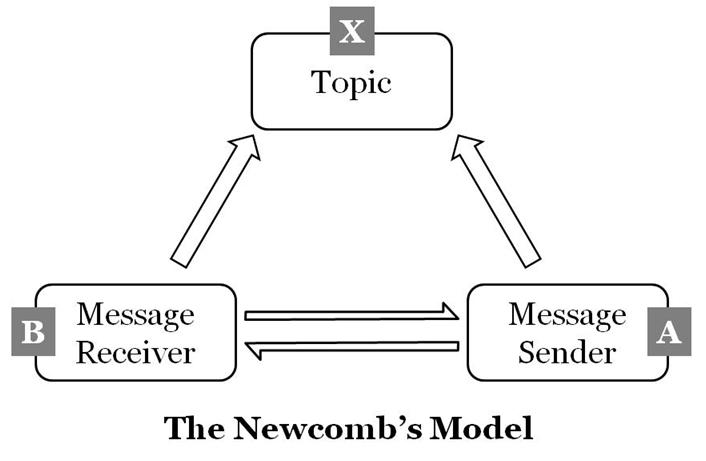 X
Topic
B
Message
Receiver
Message
Sender
A
The Newcomb's Model